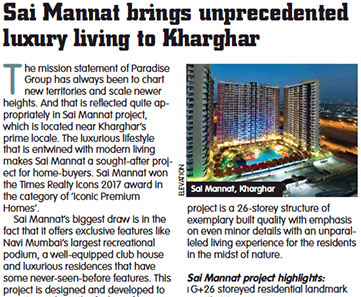 Sai Mannat brings unprecedented
luxury living to Kharghar
The mission statement of Paradise
Group has always been to chart
new territories and scale newer
heights. And that is reflected quite ap-
propriately in Sai Mannat project,
which is located near Kharghar's
prime locale. The luxurious lifestyle
that is entwined with modern living
makes Sai Mannat a sought-after proj-
ect for home-buyers. Sai Mannat won
the Times Realty Icons 2017 award in
the category of 'Iconic Premium
Homes'.
Sai Mannat's biggest draw is in the
fact that it offers exclusive features like
Navi Mumbai's largest recreational
podium, a well-equipped club house
and luxurious residences that have
some never-seen-before features. This
project is designed and developed to
ELEVATION
Sai Mannat, Kharghar
project is a 26-storey structure of
exemplary built quality with emphasis
on even minor details with an unparal-
leled living experience for the residents
in the midst of nature.
Sai Mannat project highlights:
G+26 storeyed residential landmark